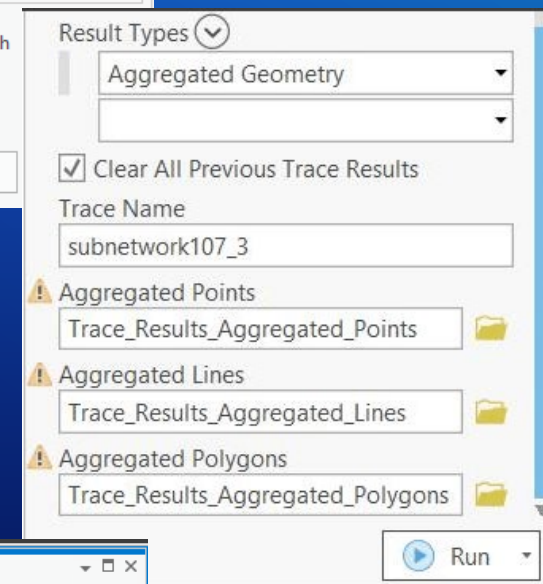 h
Result Types
Aggregated Geometry
Clear All Previous Trace Results
Trace Name
subnetwork107_3
Aggregated Points
Trace_Results_Aggregated_Points
Aggregated Lines
Trace_Results_Aggregated_Lines
Aggregated Polygons
Trace_Results_Aggregated_Polygons
Run